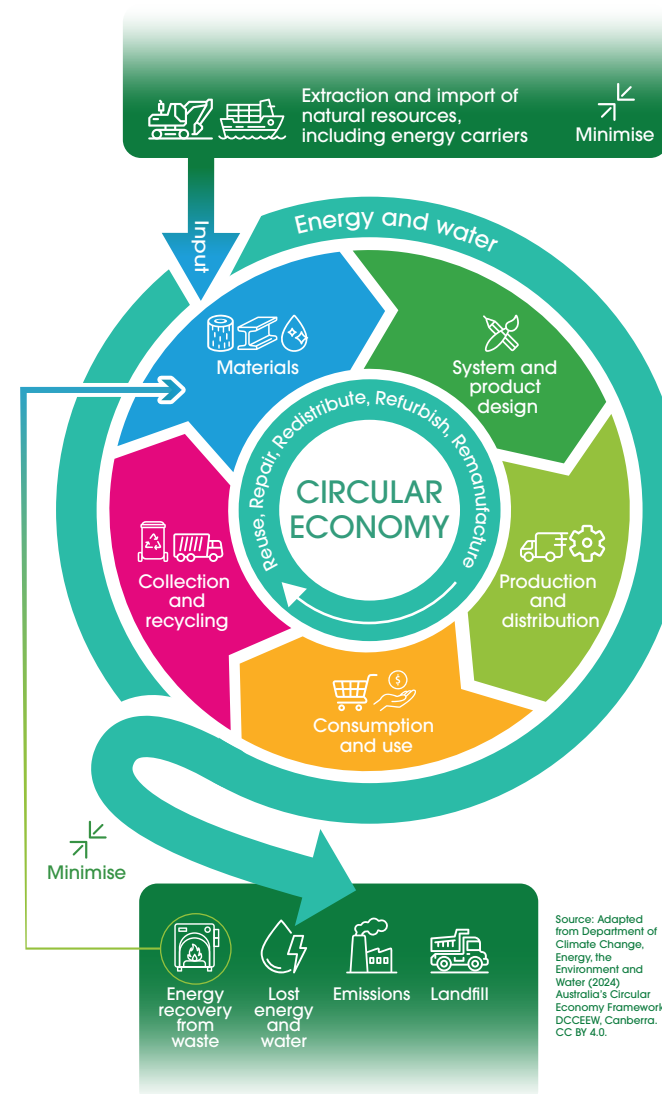 Extraction and import of
natural resources,
including energy carriers
Minimise
Input
Energy and water
Materials
System and
product
design
Reuse, Repair, Redistribute, Refurbish, Remanufacture
CIRCULAR
ECONOMY
Collection
and
recycling
Production
and
distribution
$
Consumption
and use
Minimise
Energy
recovery
from
waste
Lost
energy
and
water
Emissions
Landfill
Source: Adapted
from Department of
Climate Change,
Energy, the
Environment and
Water (2024)
Australia's Circular
Economy Framework
DCCEEW, Canberra.
CC BY 4.0.